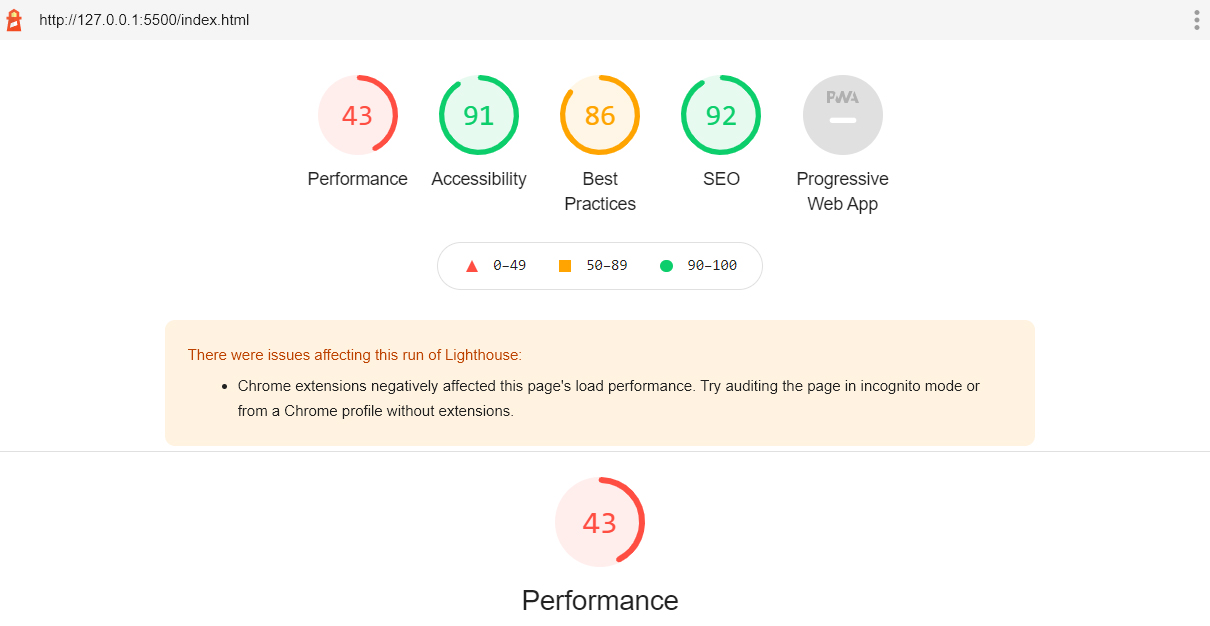 http://127.0.0.1:5500/index.html
43
91
86
92
PWA
Performance
Accessibility
Best
Practices
SEO
Progressive
Web App
0–49
50–89
90–100
There were issues affecting this run of Lighthouse:
Chrome extensions negatively affected this page's load performance. Try auditing the page in incognito mode or
from a Chrome profile without extensions.
43
Performance